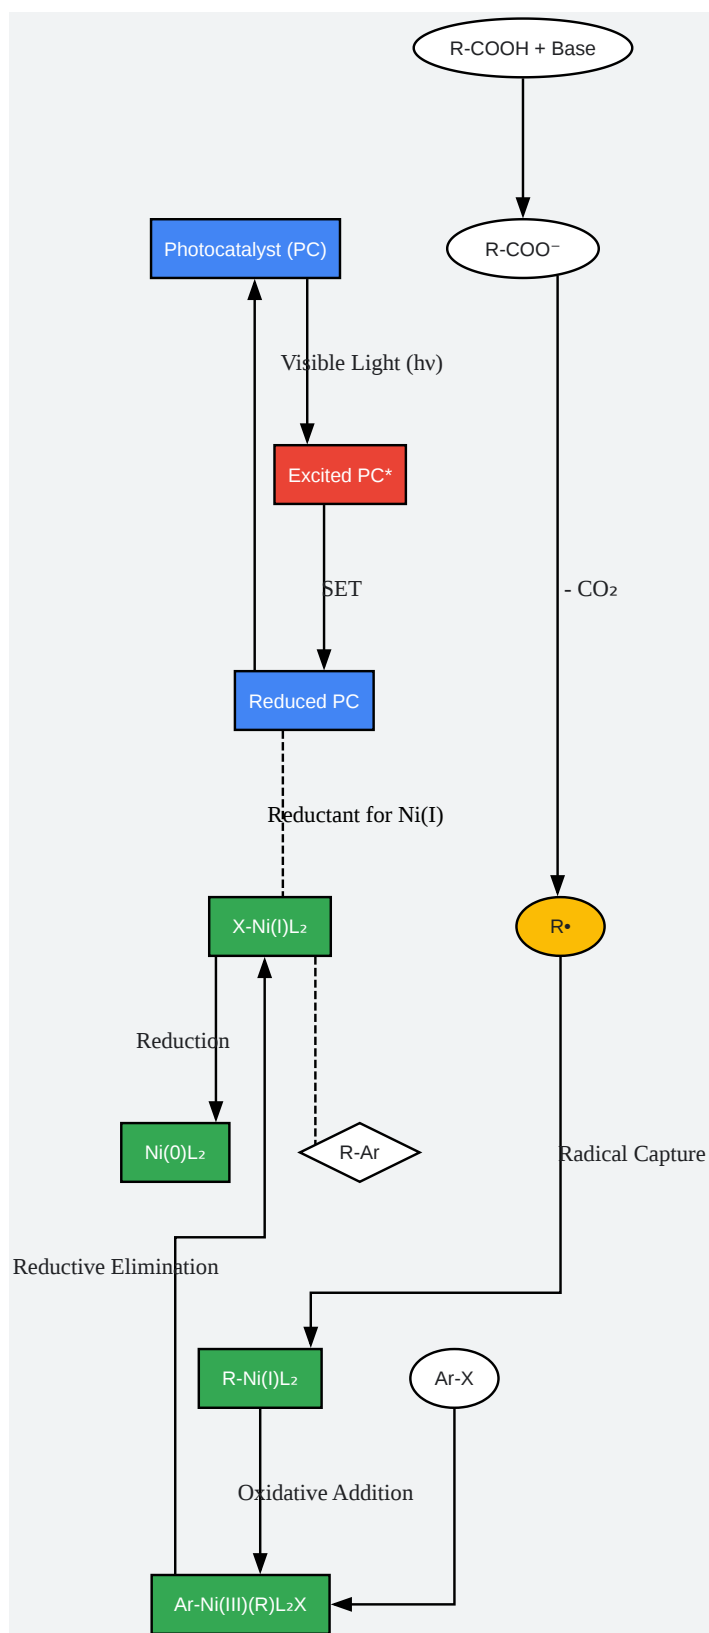 R-COOH + Base
Photocatalyst (PC)
R-COO⁻
Visible Light (hν)
Excited PC*
SET
- CO₂
Reduced PC
Reductant for Ni(I)
X-Ni(I)L₂
R•
Reduction
Ni(0)L₂
R-Ar
Radical Capture
Reductive Elimination
R-Ni(I)L₂
Ar-X
Oxidative Addition
Ar-Ni(III)(R)L₂X